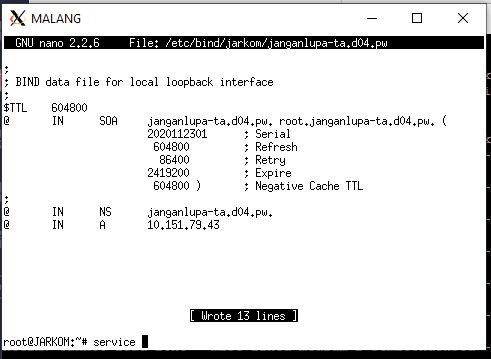 MALANG
GNU nano 2.2.6 File: /etc/bind/jarkom/janganlupa-ta.d04.pw
;
; BIND data file for local loopback interface
;
$TTL 604800
@ IN SOA janganlupa-ta.d04.pw. root.janganlupa-ta.d04.pw. (
2020112301 ; Serial
604800 ; Refresh
86400 ; Retry
2419200 ; Expire
604800 ) ; Negative Cache TTL
;
@ IN NS janganlupa-ta.d04.pw.
@ IN A 10.151.79.43
[ Wrote 13 lines ]
root@JARKOM:~# service